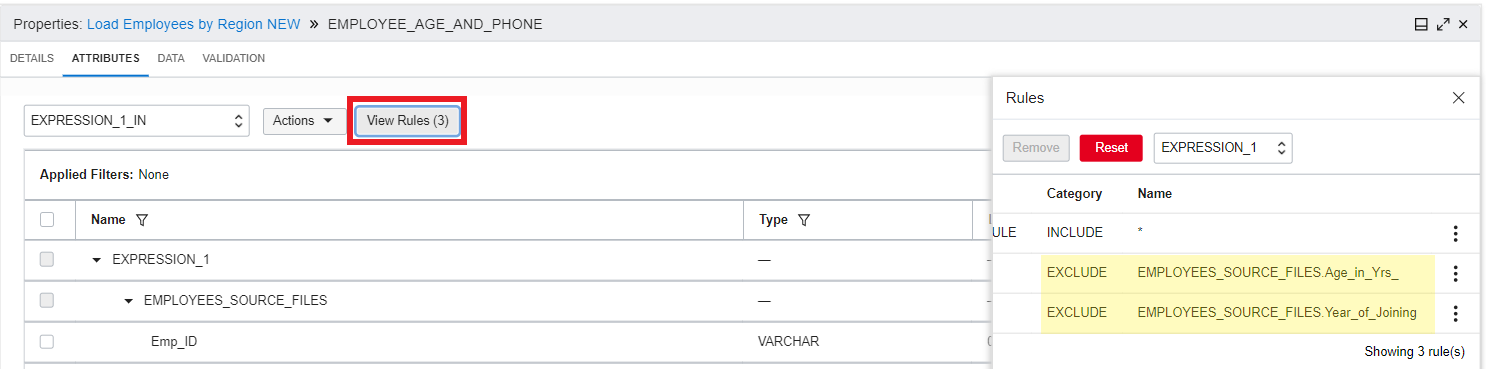 Properties: Load Employees by Region NEW » EMPLOYEE_AGE_AND_PHONE
DETAILS ATTRIBUTES DATA VALIDATION
Rules
EXPRESSION_1_IN Actions View Rules (3)
Remove Reset EXPRESSION_1
Applied Filters: None
Category Name
Name Type
ULE INCLUDE *
EXPRESSION_1 —
EXCLUDE EMPLOYEES_SOURCE_FILES.Age_in_Yrs_
EMPLOYEES_SOURCE_FILES —
EXCLUDE EMPLOYEES_SOURCE_FILES.Year_of_Joining
Emp_ID VARCHAR
Showing 3 rule(s)